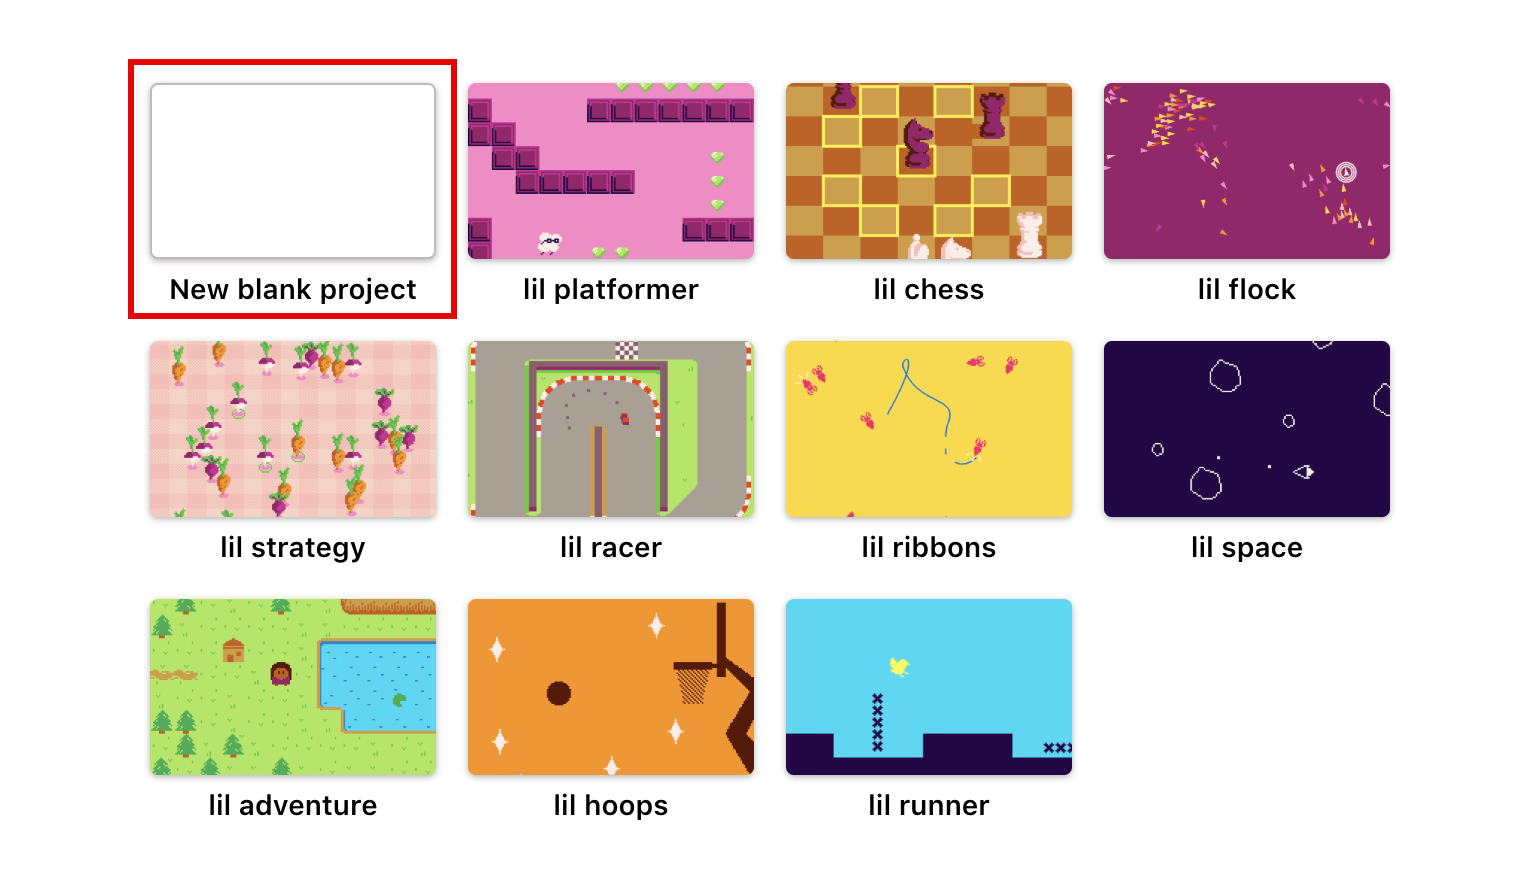 New blank project
lil platformer
lil chess
lil flock
lil strategy
lil racer
lil ribbons
lil space
lil adventure
lil hoops
lil runner